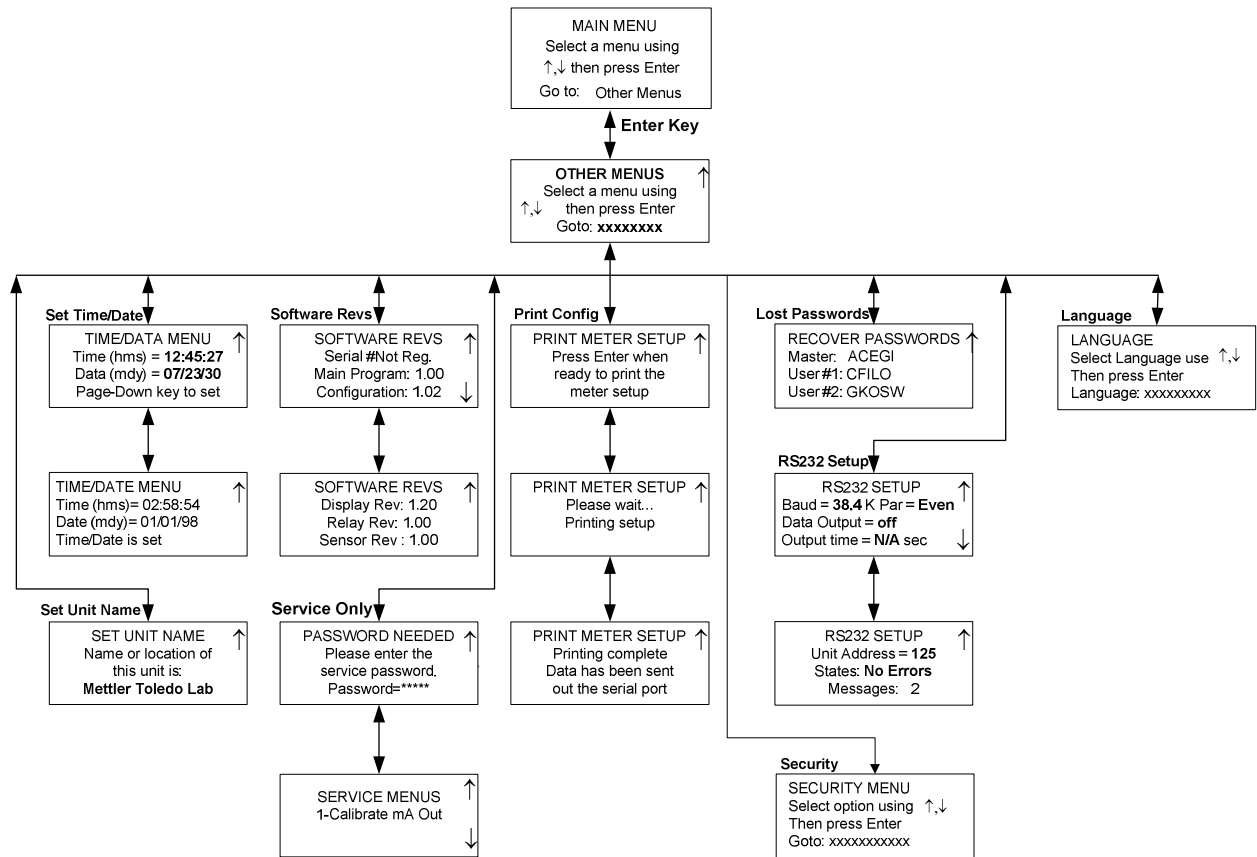 MAIN MENU
Select a menu using
↑,↓ then press Enter
Go to: Other Menus
Enter Key
OTHER MENUS ↑
Select a menu using
↑,↓ then press Enter
Goto: xxxxxxxx
Set Time/Date
TIME/DATA MENU ↑
Time (hms) = 12:45:27
Data (mdy) = 07/23/30
Page-Down key to set
TIME/DATE MENU ↑
Time (hms)= 02:58:54
Date (mdy)= 01/01/98
Time/Date is set
Set Unit Name
SET UNIT NAME ↑
Name or location of
this unit is:
Mettler Toledo Lab
Software Revs
SOFTWARE REVS ↑
Serial #Not Reg.
Main Program: 1.00
Configuration: 1.02 ↓
SOFTWARE REVS ↑
Display Rev: 1.20
Relay Rev: 1.00
Sensor Rev : 1.00
Service Only
PASSWORD NEEDED ↑
Please enter the
service password.
Password=*****
SERVICE MENUS ↑
1-Calibrate mA Out
↓
Print Config
PRINT METER SETUP ↑
Press Enter when
ready to print the
meter setup
PRINT METER SETUP ↑
Please wait...
Printing setup
PRINT METER SETUP ↑
Printing complete
Data has been sent
out the serial port
Lost Passwords
RECOVER PASSWORDS ↑
Master: ACEGI
User#1: CFILO
User#2: GKOSW
RS232 Setup
RS232 SETUP ↑
Baud = 38.4 K Par = Even
Data Output = off
Output time = N/A sec ↓
RS232 SETUP ↑
Unit Address = 125
States: No Errors
Messages: 2
Security
SECURITY MENU
Select option using ↑,↓
Then press Enter
Goto: xxxxxxxxxxx
Language
LANGUAGE
Select Language use ↑,↓
Then press Enter
Language: xxxxxxxxx